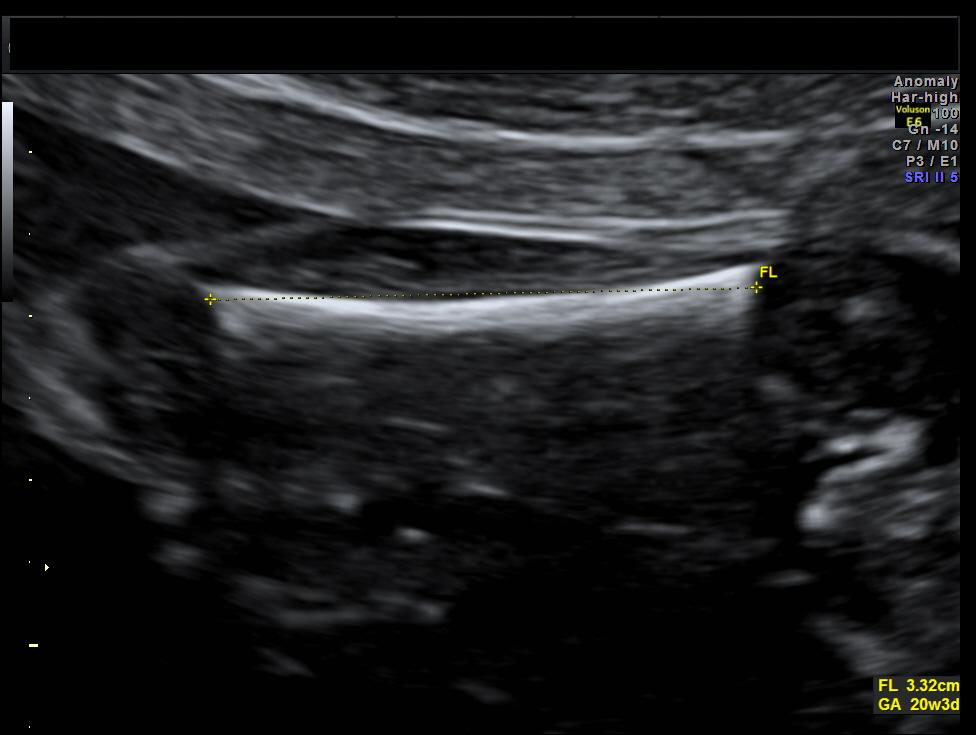 Anomaly
Har-high
100
Voluson
E6
Gn -14
C7 / M10
P3 / E1
SRI II 5
FL
FL 3.32cm
GA 20w3d